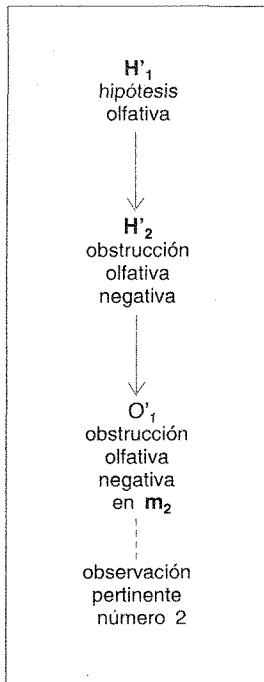 H'₁
hipótesis
olfativa
H'₂
obstrucción
olfativa
negativa
O'₁
obstrucción
olfativa
negativa
en m₂
observación
pertinente
número 2